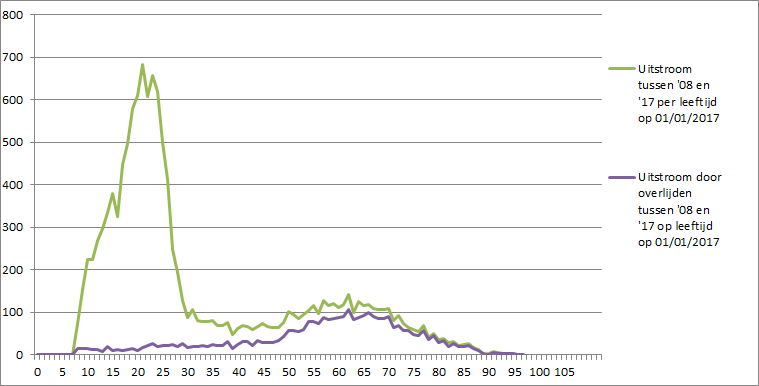 800
700
600
500
400
300
200
100
0
0 5 10 15 20 25 30 35 40 45 50 55 60 65 70 75 80 85 90 95 100 105
Uitstroom
tussen '08 en
'17 per leeftijd
op 01/01/2017
Uitstroom door
overlijden
tussen '08 en
'17 op leeftijd
op 01/01/2017